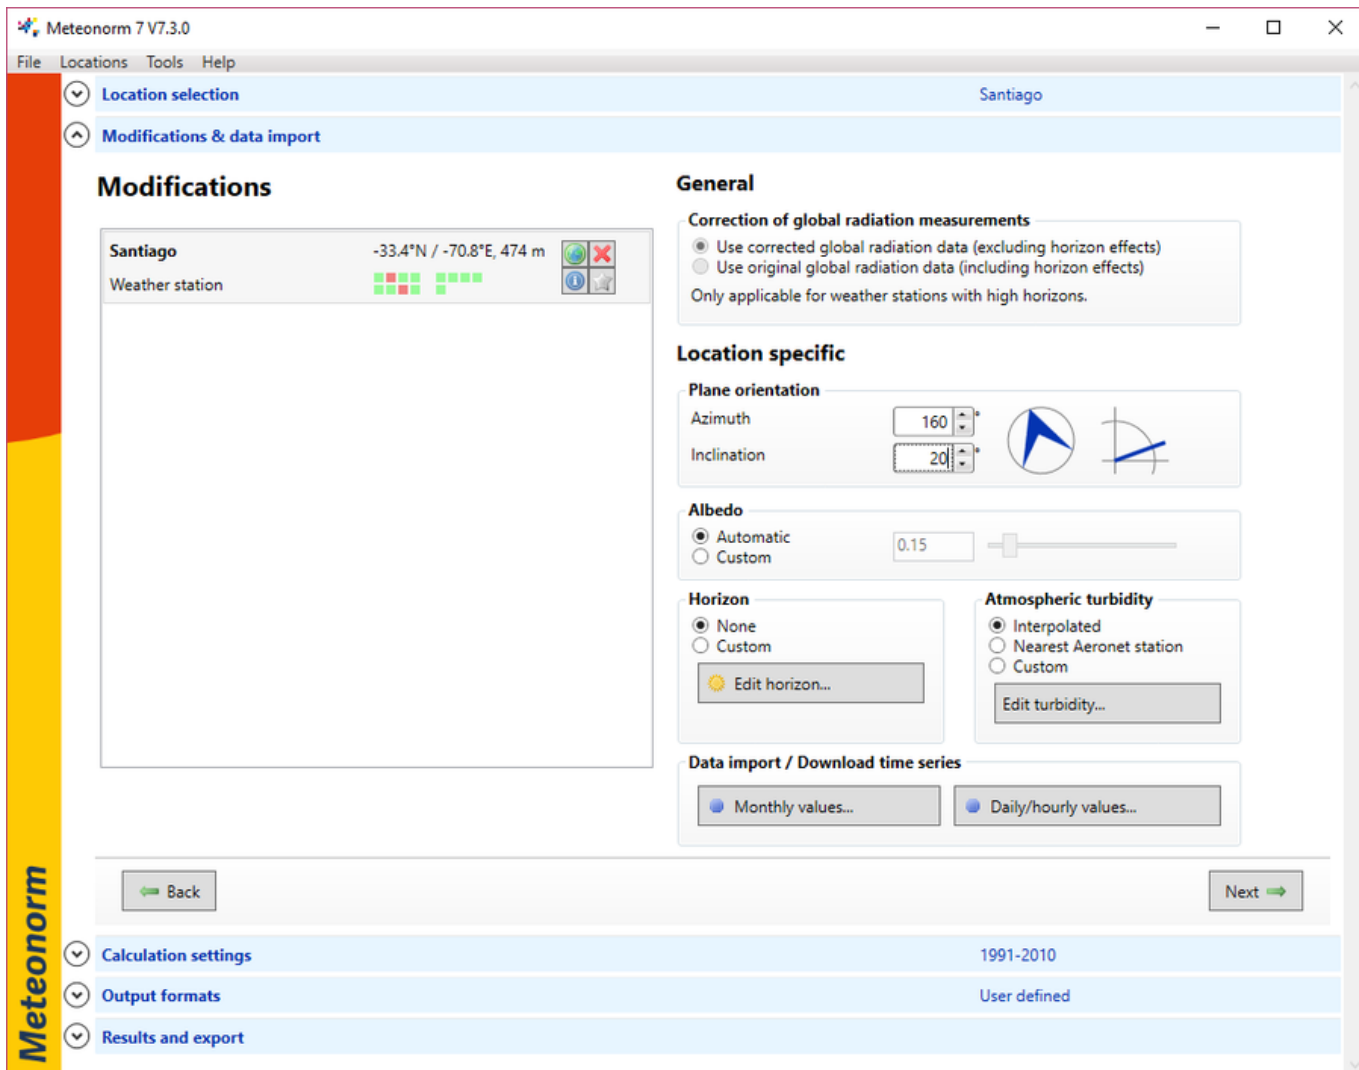 Meteonorm 7 V7.3.0
File Locations Tools Help
Location selection Santiago
Modifications & data import
Modifications
Santiago -33.4°N / -70.8°E, 474 m
Weather station
General
Correction of global radiation measurements
Use corrected global radiation data (excluding horizon effects)
Use original global radiation data (including horizon effects)
Only applicable for weather stations with high horizons.
Location specific
Plane orientation
Azimuth 160 °
Inclination 20 °
Albedo
Automatic
Custom
0.15
Horizon
None
Custom
Edit horizon...
Atmospheric turbidity
Interpolated
Nearest Aeronet station
Custom
Edit turbidity...
Data import / Download time series
Monthly values... Daily/hourly values...
Back Next
Calculation settings 1991-2010
Output formats User defined
Results and export
Meteonorm